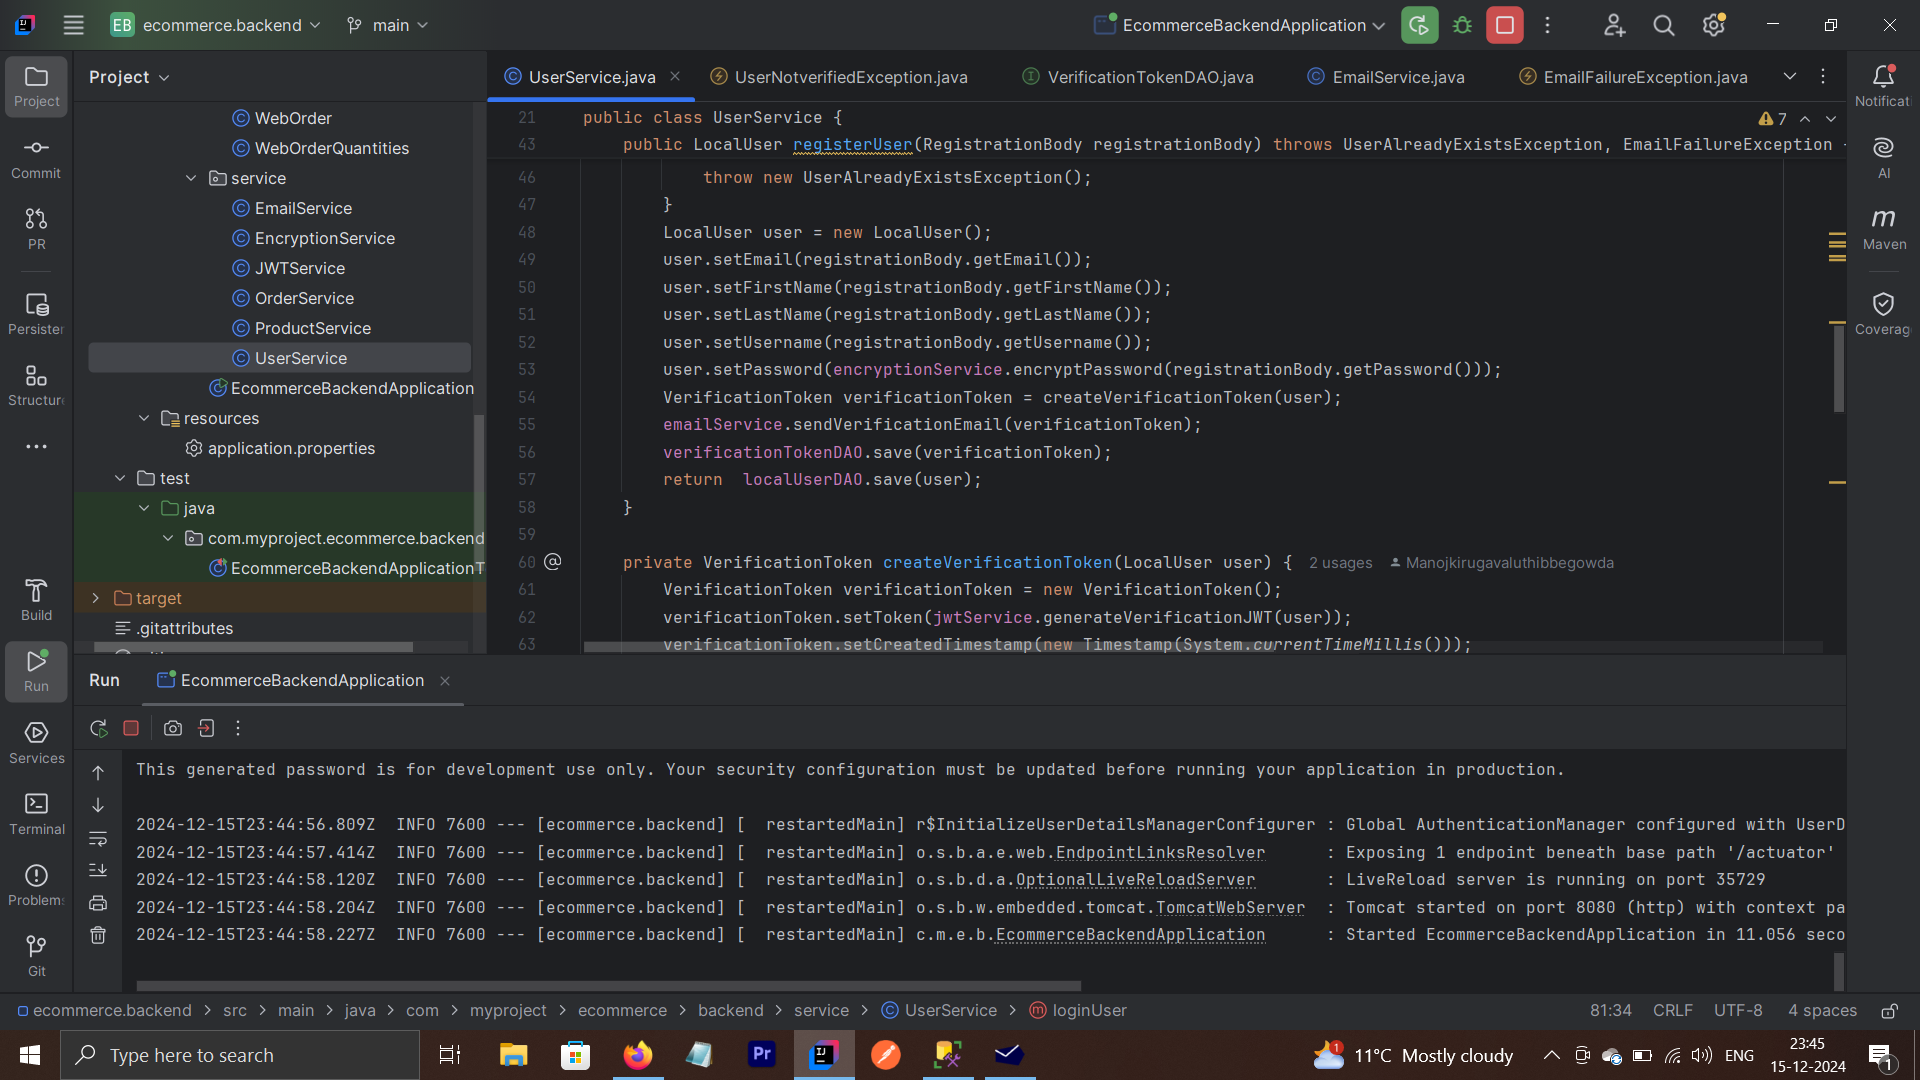 EB ecommerce.backend main EcommerceBackendApplication
Project
Project
Commit
PR
Structure
Build
Run
Services
Terminal
Git
WebOrder
WebOrderQuantities
service
EmailService
EncryptionService
JWTService
OrderService
ProductService
UserService
EcommerceBackendApplication
resources
application.properties
test
java
com.myproject.ecommerce.backend
EcommerceBackendApplicationT
target
.gitattributes
UserService.java UserNotverifiedException.java VerificationTokenDAO.java EmailService.java EmailFailureException.java
21 public class UserService { 7
43 public LocalUser registerUser(RegistrationBody registrationBody) throws UserAlreadyExistsException, EmailFailureException
46 throw new UserAlreadyExistsException();
47 }
48 LocalUser user = new LocalUser();
49 user.setEmail(registrationBody.getEmail());
50 user.setFirstName(registrationBody.getFirstName());
51 user.setLastName(registrationBody.getLastName());
52 user.setUsername(registrationBody.getUsername());
53 user.setPassword(encryptionService.encryptPassword(registrationBody.getPassword()));
54 VerificationToken verificationToken = createVerificationToken(user);
55 emailService.sendVerificationEmail(verificationToken);
56 verificationTokenDAO.save(verificationToken);
57 return localUserDAO.save(user);
58 }
59
60 @ private VerificationToken createVerificationToken(LocalUser user) { 2 usages Manojkirugavaluthibbegowda
61 VerificationToken verificationToken = new VerificationToken();
62 verificationToken.setToken(jwtService.generateVerificationJWT(user));
63 verificationToken.setCreatedTimestamp(new Timestamp(System.currentTimeMillis()));
Notificati
AI
Maven
Coverag
Run EcommerceBackendApplication
This generated password is for development use only. Your security configuration must be updated before running your application in production.
2024-12-15T23:44:56.809Z INFO 7600 --- [ecommerce.backend] [ restartedMain] r$InitializeUserDetailsManagerConfigurer : Global AuthenticationManager configured with UserD
2024-12-15T23:44:57.414Z INFO 7600 --- [ecommerce.backend] [ restartedMain] o.s.b.a.e.web.EndpointLinksResolver : Exposing 1 endpoint beneath base path '/actuator'
2024-12-15T23:44:58.120Z INFO 7600 --- [ecommerce.backend] [ restartedMain] o.s.b.d.a.OptionalLiveReloadServer : LiveReload server is running on port 35729
2024-12-15T23:44:58.204Z INFO 7600 --- [ecommerce.backend] [ restartedMain] o.s.b.w.embedded.tomcat.TomcatWebServer : Tomcat started on port 8080 (http) with context pa
2024-12-15T23:44:58.227Z INFO 7600 --- [ecommerce.backend] [ restartedMain] c.m.e.b.EcommerceBackendApplication : Started EcommerceBackendApplication in 11.056 seco
ecommerce.backend > src > main > java > com > myproject > ecommerce > backend > service > UserService > loginUser 81:34 CRLF UTF-8 4 spaces
Type here to search Pr 11°C Mostly cloudy ENG 23:45
15-12-2024 1